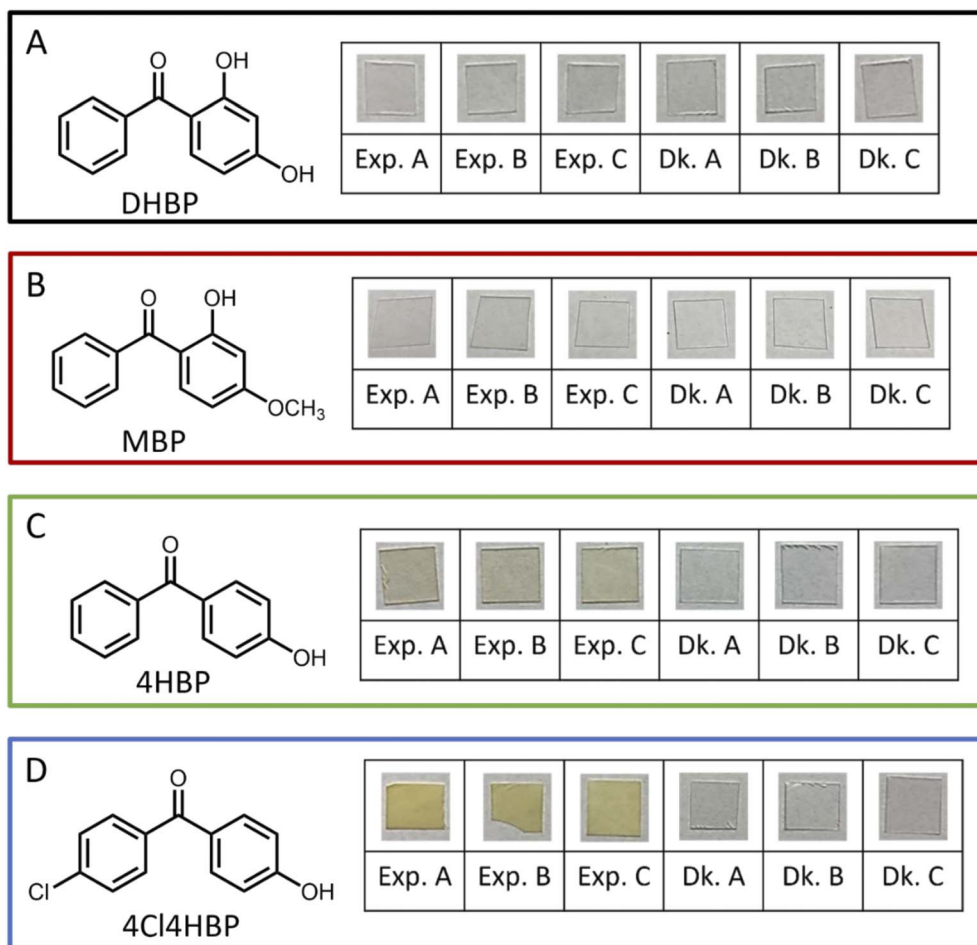 A
O
OH
OH
DHBP
Exp. A Exp. B Exp. C Dk. A Dk. B Dk. C
B
O
OH
OCH₃
MBP
Exp. A Exp. B Exp. C Dk. A Dk. B Dk. C
C
O
OH
4HBP
Exp. A Exp. B Exp. C Dk. A Dk. B Dk. C
D
O
Cl
OH
4Cl4HBP
Exp. A Exp. B Exp. C Dk. A Dk. B Dk. C